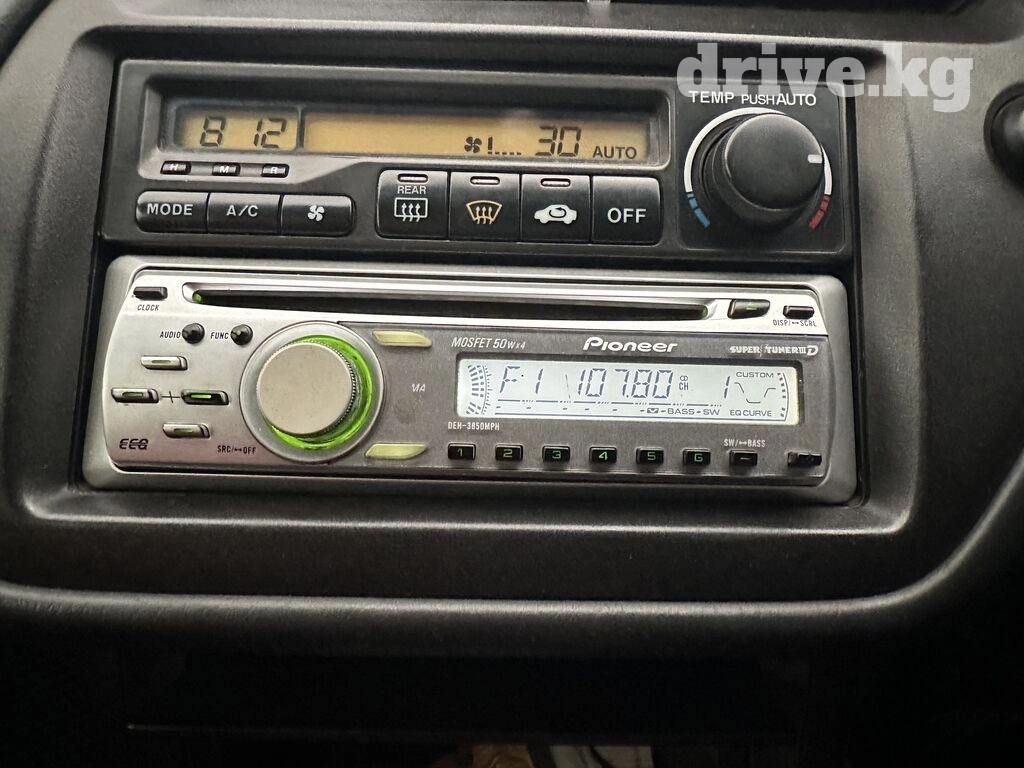 drive.kg
TEMP PUSH AUTO
8 12
30 AUTO
H M R
REAR
MODE A/C OFF
CLOCK
DISP/↔SCRL
AUDIO FUNC
MOSFET 50W×4 Pioneer SUPER TUNER III D
F1 107.80 CH 1 CUSTOM
BASS-SW EQ CURVE
DEH-3850MPH
EEQ SRC/↔OFF SW/↔BASS
1 2 3 4 5 6